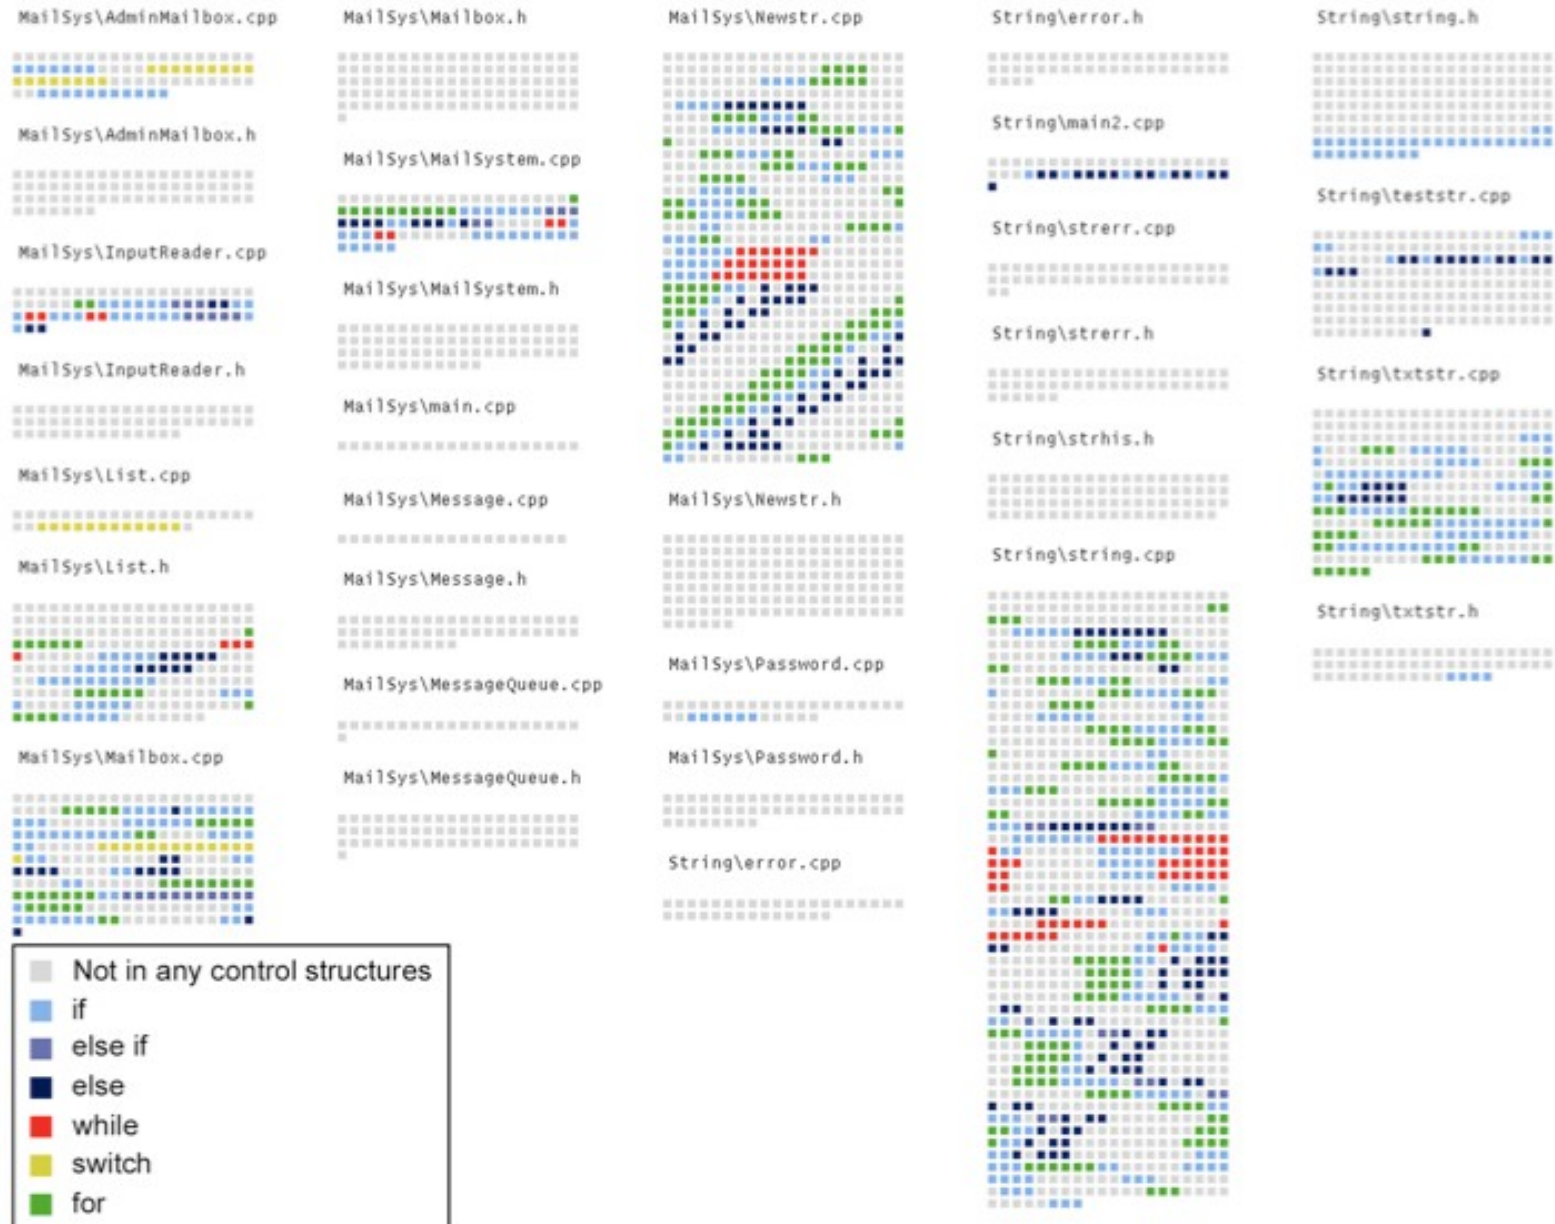 MailSys\AdminMailbox.cpp
MailSys\AdminMailbox.h
MailSys\InputReader.cpp
MailSys\InputReader.h
MailSys\List.cpp
MailSys\List.h
MailSys\Mailbox.cpp
MailSys\Mailbox.h
MailSys\MailSystem.cpp
MailSys\MailSystem.h
MailSys\main.cpp
MailSys\Message.cpp
MailSys\Message.h
MailSys\MessageQueue.cpp
MailSys\MessageQueue.h
MailSys\Newstr.cpp
MailSys\Newstr.h
MailSys\Password.cpp
MailSys\Password.h
String\error.cpp
String\error.h
String\main2.cpp
String\strerr.cpp
String\strerr.h
String\strhis.h
String\string.cpp
String\string.h
String\teststr.cpp
String\txtstr.cpp
String\txtstr.h
Not in any control structures
if
else if
else
while
switch
for